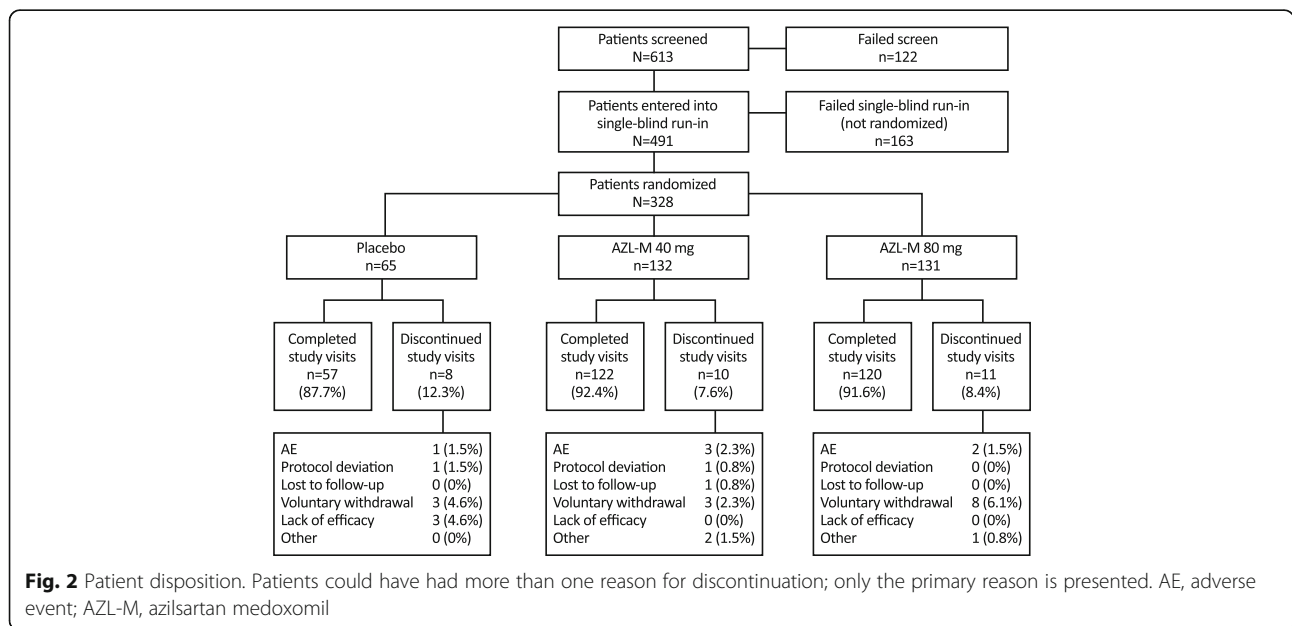 Patients screened
N=613
Failed screen
n=122
Patients entered into
single-blind run-in
N=491
Failed single-blind run-in
(not randomized)
n=163
Patients randomized
N=328
Placebo
n=65
AZL-M 40 mg
n=132
AZL-M 80 mg
n=131
Completed
study visits
n=57
(87.7%)
Discontinued
study visits
n=8
(12.3%)
Completed
study visits
n=122
(92.4%)
Discontinued
study visits
n=10
(7.6%)
Completed
study visits
n=120
(91.6%)
Discontinued
study visits
n=11
(8.4%)
AE 1 (1.5%)
Protocol deviation 1 (1.5%)
Lost to follow-up 0 (0%)
Voluntary withdrawal 3 (4.6%)
Lack of efficacy 3 (4.6%)
Other 0 (0%)
AE 3 (2.3%)
Protocol deviation 1 (0.8%)
Lost to follow-up 1 (0.8%)
Voluntary withdrawal 3 (2.3%)
Lack of efficacy 0 (0%)
Other 2 (1.5%)
AE 2 (1.5%)
Protocol deviation 0 (0%)
Lost to follow-up 0 (0%)
Voluntary withdrawal 8 (6.1%)
Lack of efficacy 0 (0%)
Other 1 (0.8%)
Fig. 2 Patient disposition. Patients could have had more than one reason for discontinuation; only the primary reason is presented. AE, adverse
event; AZL-M, azilsartan medoxomil